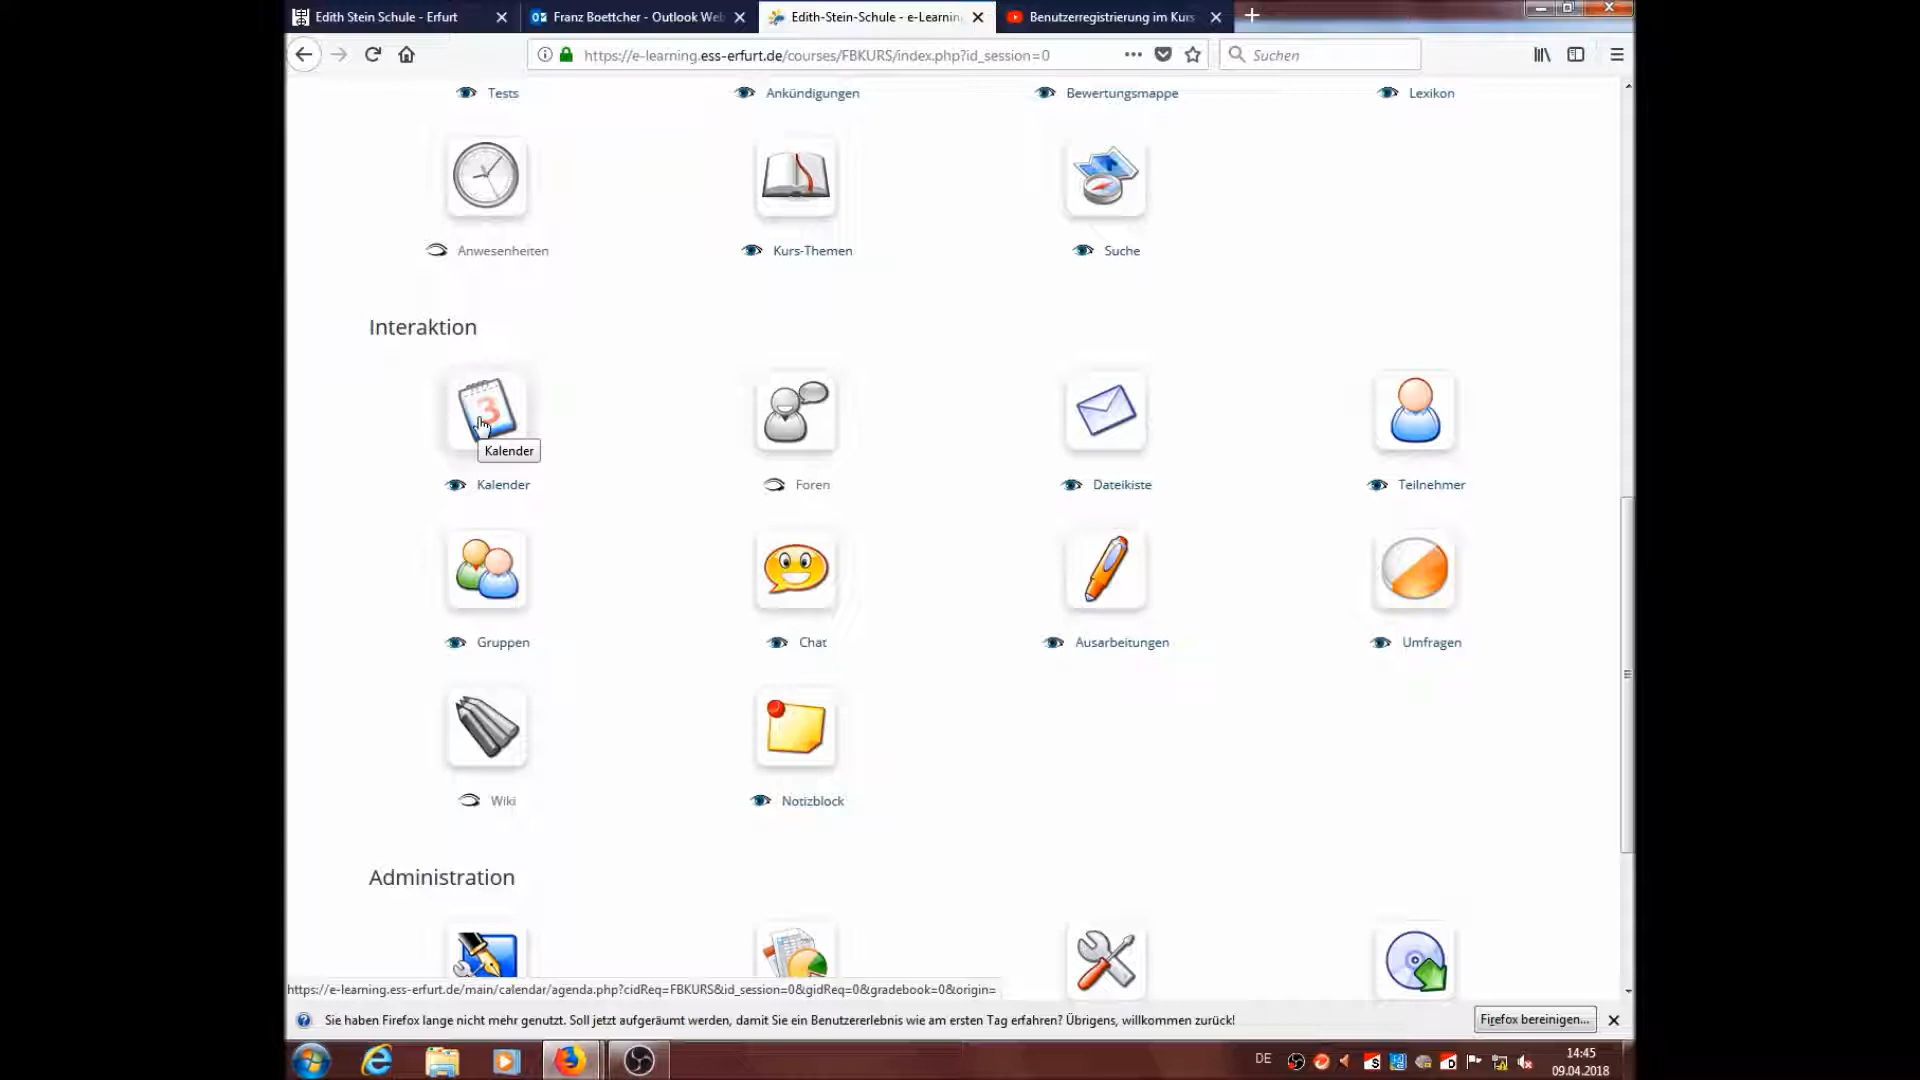 Edith Stein Schule - Erfurt
Franz Boettcher - Outlook Web
Edith-Stein-Schule - e-Learning
Benutzerregistrierung im Kurs
https://e-learning.ess-erfurt.de/courses/FBKURS/index.php?id_session=0
Suchen
Tests
Ankündigungen
Bewertungsmappe
Lexikon
Anwesenheiten
Kurs-Themen
Suche
Interaktion
3
Kalender
Kalender
Foren
Dateikiste
Teilnehmer
Gruppen
Chat
Ausarbeitungen
Umfragen
Wiki
Notizblock
Administration
https://e-learning.ess-erfurt.de/main/calendar/agenda.php?cidReq=FBKURS&id_session=0&gidReq=0&gradebook=0&origin=
Sie haben Firefox lange nicht mehr genutzt. Soll jetzt aufgeräumt werden, damit Sie ein Benutzererlebnis wie am ersten Tag erfahren? Übrigens, willkommen zurück!
Firefox bereinigen...
DE
14:45
09.04.2018